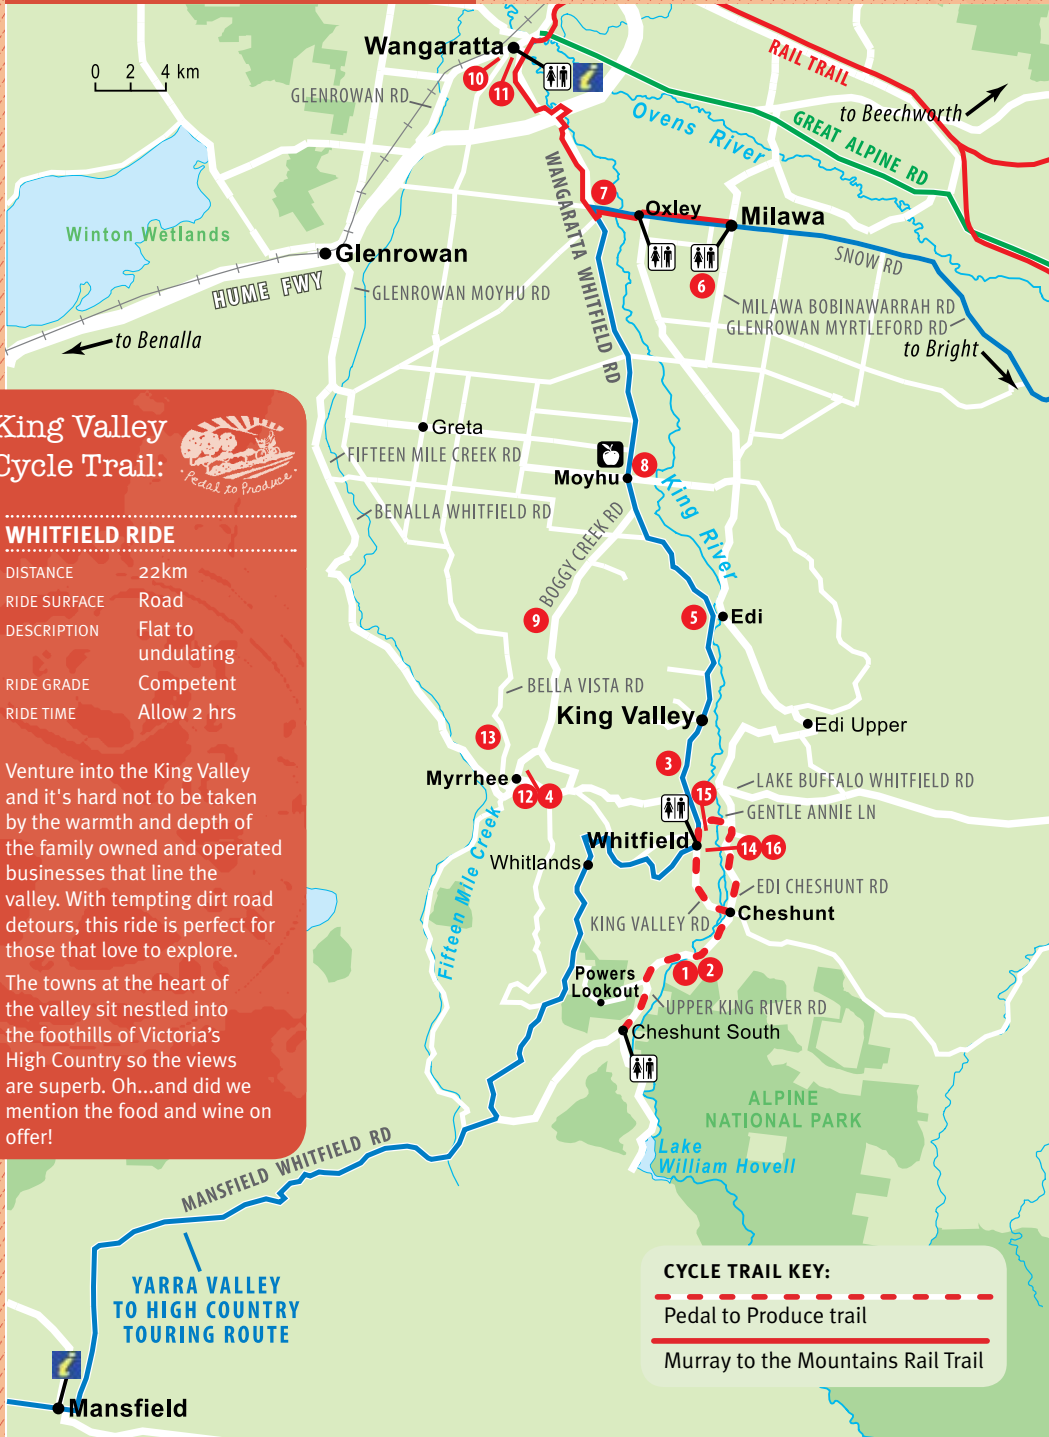 Wangaratta
0 2 4 km
10
11
GLENROWAN RD
RAIL TRAIL
to Beechworth
Ovens River
GREAT ALPINE RD
WANGARATTA WHITFIELD RD
7
Oxley
Milawa
Winton Wetlands
Glenrowan
SNOW RD
6
HUME FWY
GLENROWAN MOYHU RD
MILAWA BOBINAWARRAH RD
GLENROWAN MYRTLEFORD RD
to Benalla
to Bright
King Valley
Cycle Trail:
Pedal to Produce
Greta
FIFTEEN MILE CREEK RD
8
Moyhu
King River
BENALLA WHITFIELD RD
BOGGY CREEK RD
WHITFIELD RIDE
DISTANCE 22km
RIDE SURFACE Road
DESCRIPTION Flat to
undulating
RIDE GRADE Competent
RIDE TIME Allow 2 hrs
9
5
Edi
BELLA VISTA RD
King Valley
Edi Upper
13
3
Myrrhee
12
4
15
LAKE BUFFALO WHITFIELD RD
GENTLE ANNIE LN
Venture into the King Valley
and it's hard not to be taken
by the warmth and depth of
the family owned and operated
businesses that line the
valley. With tempting dirt road
detours, this ride is perfect for
those that love to explore.
The towns at the heart of
the valley sit nestled into
the foothills of Victoria’s
High Country so the views
are superb. Oh...and did we
mention the food and wine on
offer!
Whitfield
14
16
Whitlands
Fifteen Mile Creek
EDI CHESHUNT RD
KING VALLEY RD
Cheshunt
Powers
Lookout
1
2
UPPER KING RIVER RD
Cheshunt South
ALPINE
NATIONAL PARK
Lake
William Hovell
MANSFIELD WHITFIELD RD
YARRA VALLEY
TO HIGH COUNTRY
TOURING ROUTE
i
i
Mansfield
CYCLE TRAIL KEY:
Pedal to Produce trail
Murray to the Mountains Rail Trail